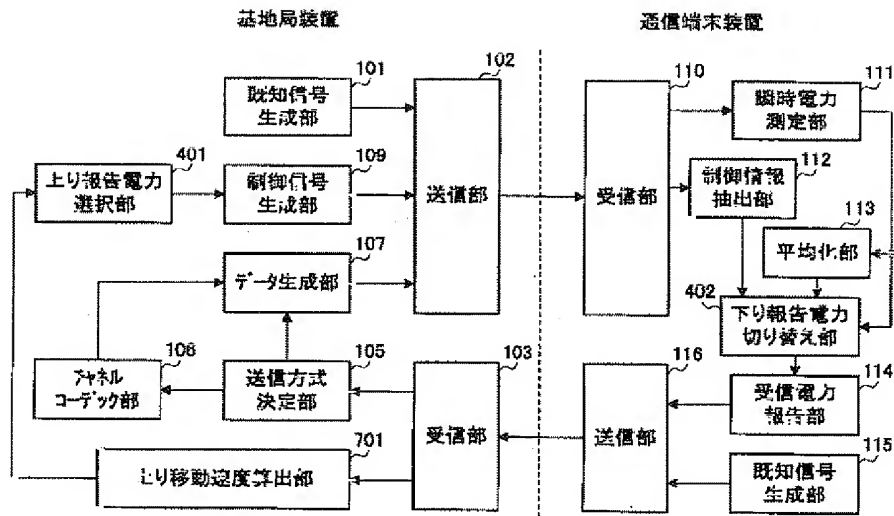 基地局装置
通信端末装置
101
既知信号
生成部
102
送信部
110
受信部
111
瞬時電力
測定部
401
上り報告電力
選択部
109
制御信号
生成部
112
制御情報
抽出部
113
平均化部
107
データ生成部
402
下り報告電力
切り替え部
106
チャネル
コーデック部
105
送信方式
決定部
103
受信部
116
送信部
114
受信電力
報告部
701
上り移動速度算出部
115
既知信号
生成部